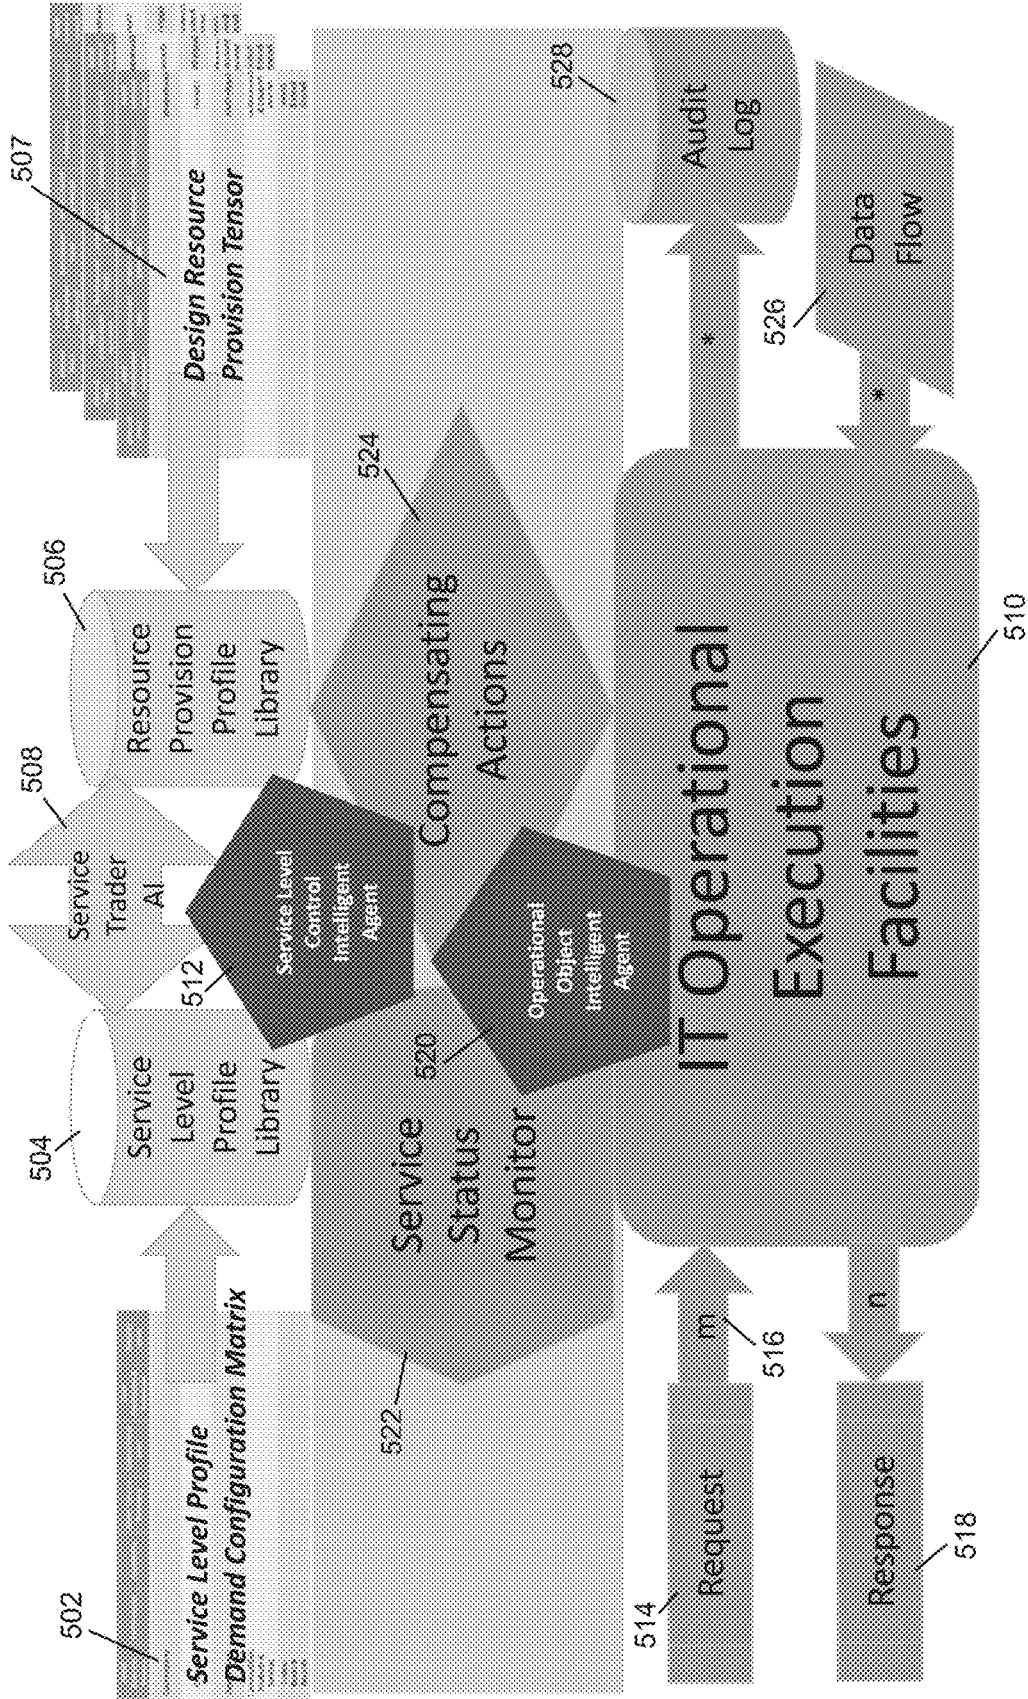 502
Service Level Profile
Demand Configuration Matrix
504
Service
Level
Profile
Library
508
Service
Trader
AI
506
Resource
Provision
Profile
Library
507
Design Resource
Provision Tensor
512
Service Level
Control
Intelligent
Agent
522
Service
Status
Monitor
520
Operational
Object
Intelligent
Agent
524
Compensating
Actions
528
Audit
Log
*
514
Request
m
516
IT Operational
Execution
Facilities
510
526
Data
Flow
*
Response
518
n